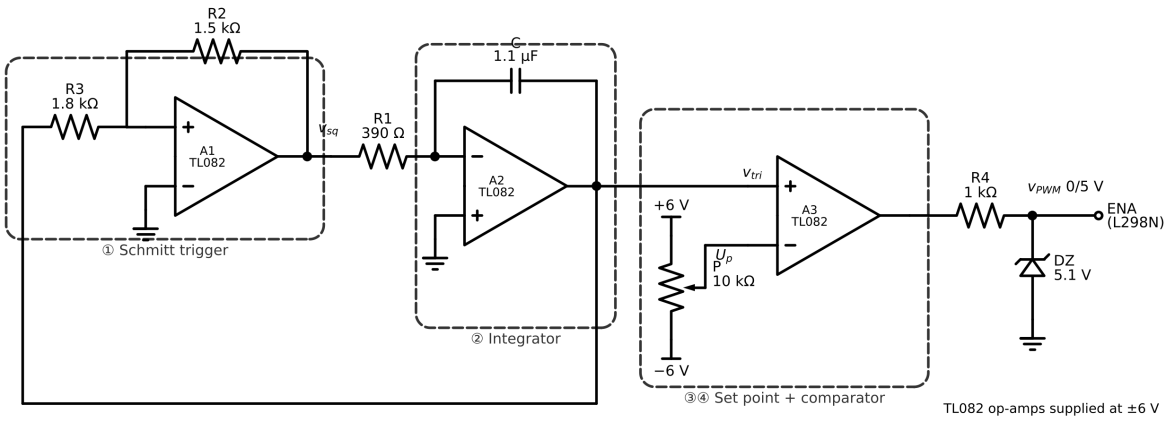 R2
1.5 kΩ
C
1.1 µF
R3
1.8 kΩ
+
A1
TL082
−
v_sq
R1
390 Ω
−
A2
TL082
+
① Schmitt trigger
② Integrator
v_tri
+6 V
U_p
P
10 kΩ
−6 V
+
A3
TL082
−
③④ Set point + comparator
R4
1 kΩ
v_PWM 0/5 V
ENA
(L298N)
DZ
5.1 V
TL082 op-amps supplied at ±6 V